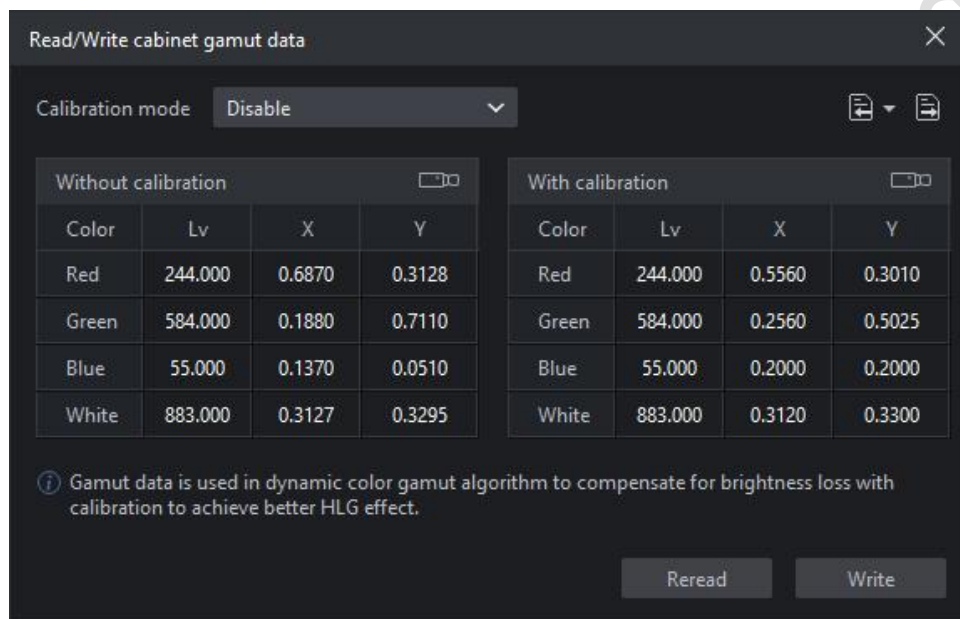 Read/Write cabinet gamut data
Calibration mode Disable
Without calibration
Color Lv X Y
Red 244.000 0.6870 0.3128
Green 584.000 0.1880 0.7110
Blue 55.000 0.1370 0.0510
White 883.000 0.3127 0.3295
With calibration
Color Lv X Y
Red 244.000 0.5560 0.3010
Green 584.000 0.2560 0.5025
Blue 55.000 0.2000 0.2000
White 883.000 0.3120 0.3300
Gamut data is used in dynamic color gamut algorithm to compensate for brightness loss with
calibration to achieve better HLG effect.
Reread Write